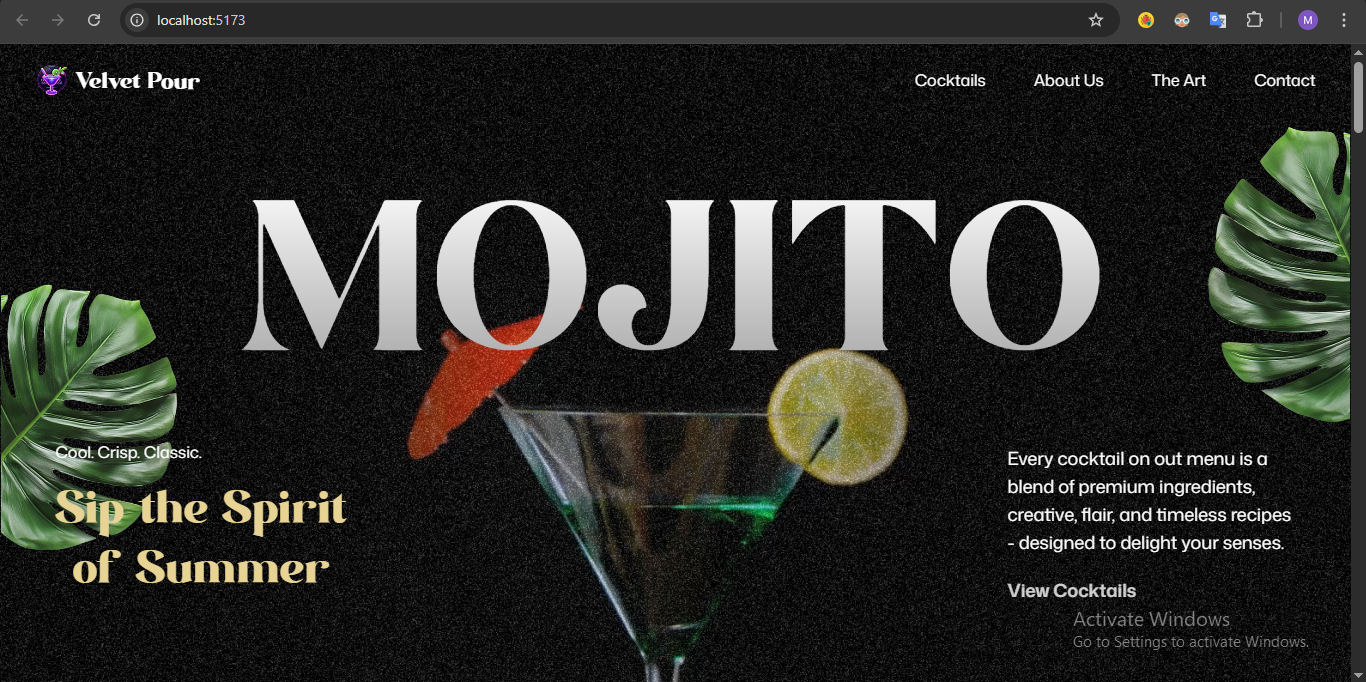 localhost:5173
M
Velvet Pour
Cocktails
About Us
The Art
Contact
MOJITO
Cool. Crisp. Classic.
Sip the Spirit
of Summer
Every cocktail on out menu is a
blend of premium ingredients,
creative, flair, and timeless recipes
- designed to delight your senses.
View Cocktails
Activate Windows
Go to Settings to activate Windows.